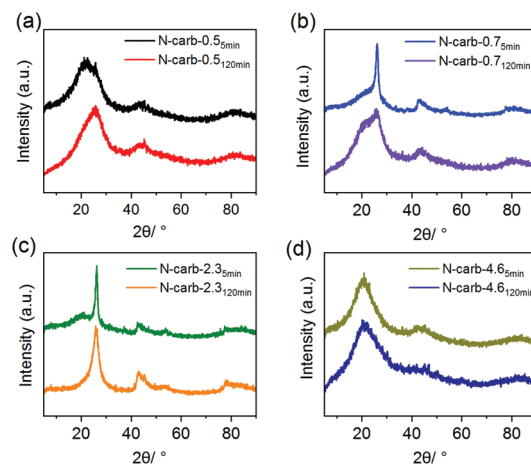 (a)
N-carb-0.5₅ₘᵢₙ
N-carb-0.5₁₂₀ₘᵢₙ
Intensity (a.u.)
20 40 60 80
2θ/ °
(b)
N-carb-0.7₅ₘᵢₙ
N-carb-0.7₁₂₀ₘᵢₙ
Intensity (a.u.)
20 40 60 80
2θ/ °
(c)
N-carb-2.3₅ₘᵢₙ
N-carb-2.3₁₂₀ₘᵢₙ
Intensity (a.u.)
20 40 60 80
2θ/ °
(d)
N-carb-4.6₅ₘᵢₙ
N-carb-4.6₁₂₀ₘᵢₙ
Intensity (a.u.)
20 40 60 80
2θ/ °